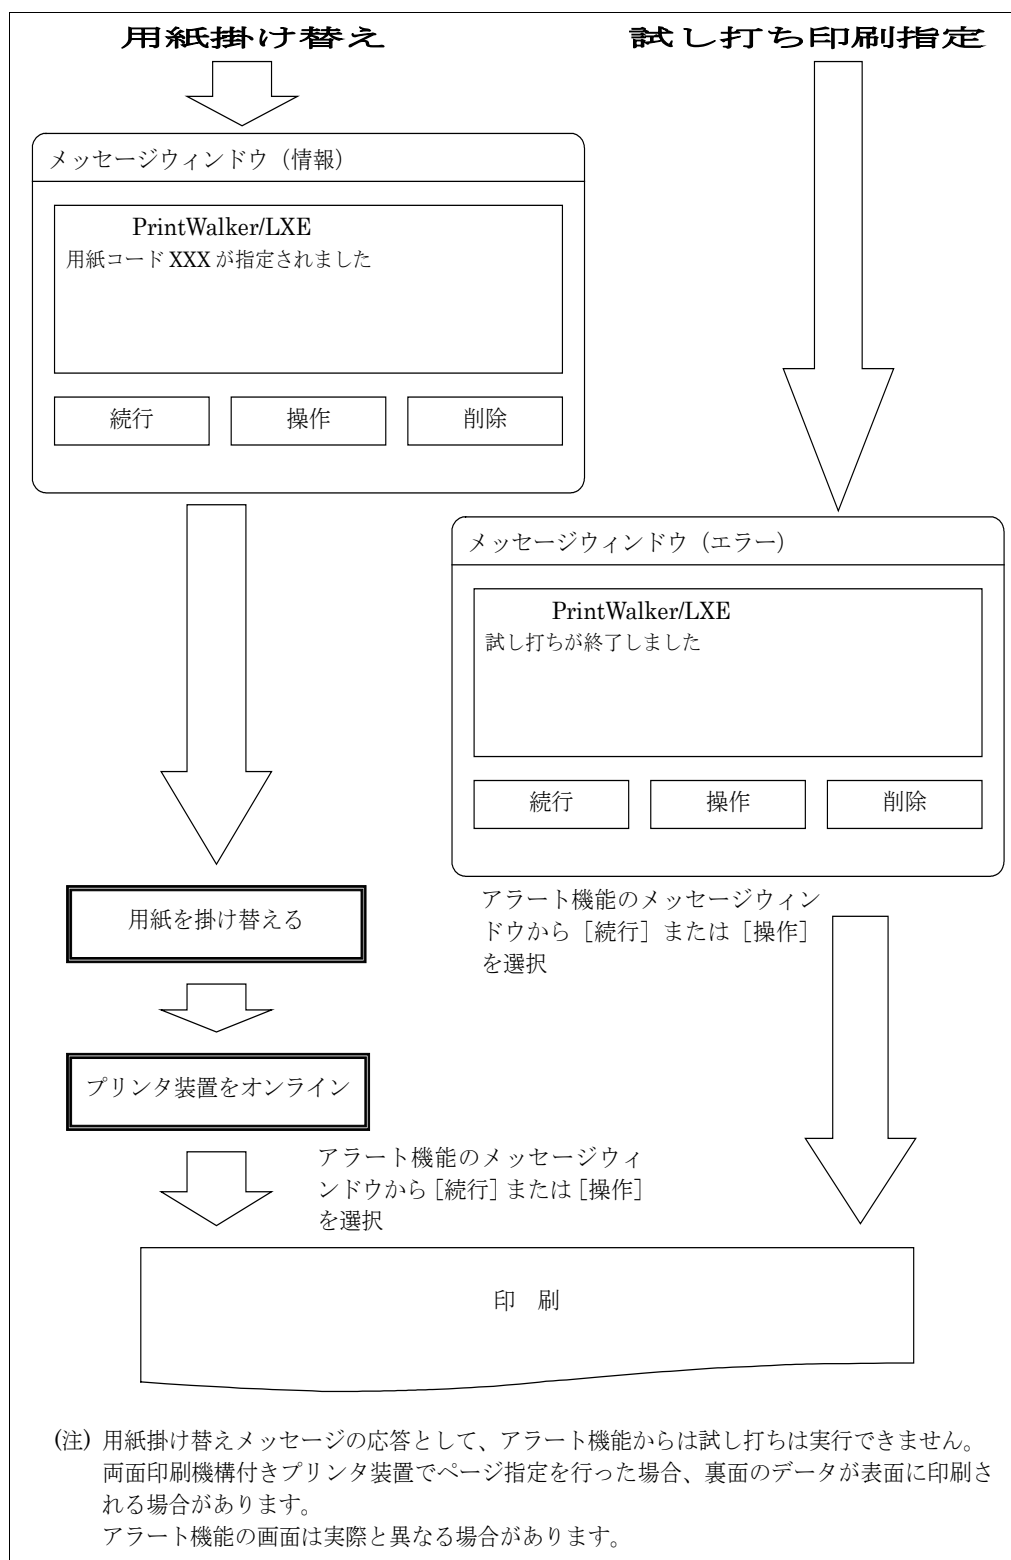 用紙掛け替え
試し打ち印刷指定
メッセージウィンドウ（情報）
PrintWalker/LXE
用紙コード XXX が指定されました
続行
操作
削除
メッセージウィンドウ（エラー）
PrintWalker/LXE
試し打ちが終了しました
続行
操作
削除
用紙を掛け替える
アラート機能のメッセージウィン
ドウから［続行］または［操作］
を選択
プリンタ装置をオンライン
アラート機能のメッセージウィ
ンドウから［続行］または［操作］
を選択
印　刷
(注) 用紙掛け替えメッセージの応答として、アラート機能からは試し打ちは実行できません。
両面印刷機構付きプリンタ装置でページ指定を行った場合、裏面のデータが表面に印刷さ
れる場合があります。
アラート機能の画面は実際と異なる場合があります。